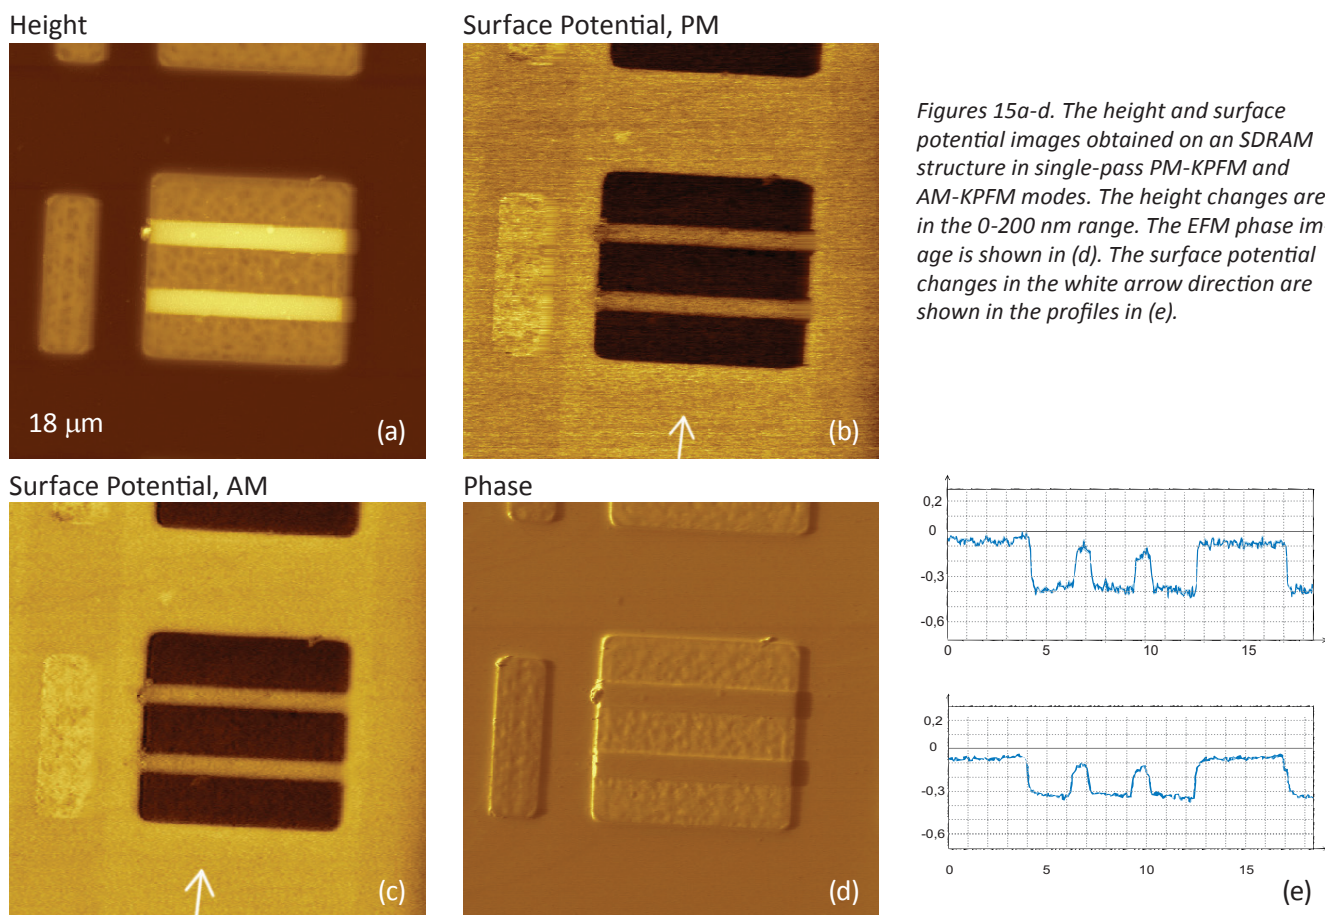 Height
Surface Potential, PM
Figures 15a-d. The height and surface
potential images obtained on an SDRAM
structure in single-pass PM-KPFM and
AM-KPFM modes. The height changes are
in the 0-200 nm range. The EFM phase im
age is shown in (d). The surface potential
changes in the white arrow direction are
shown in the profiles in (e).
18 μm
(a)
(b)
Surface Potential, AM
Phase
0,2
0
-0,3
-0,6
0 5 10 15
0,2
0
-0,3
-0,6
0 5 10 15
(c)
(d)
(e)